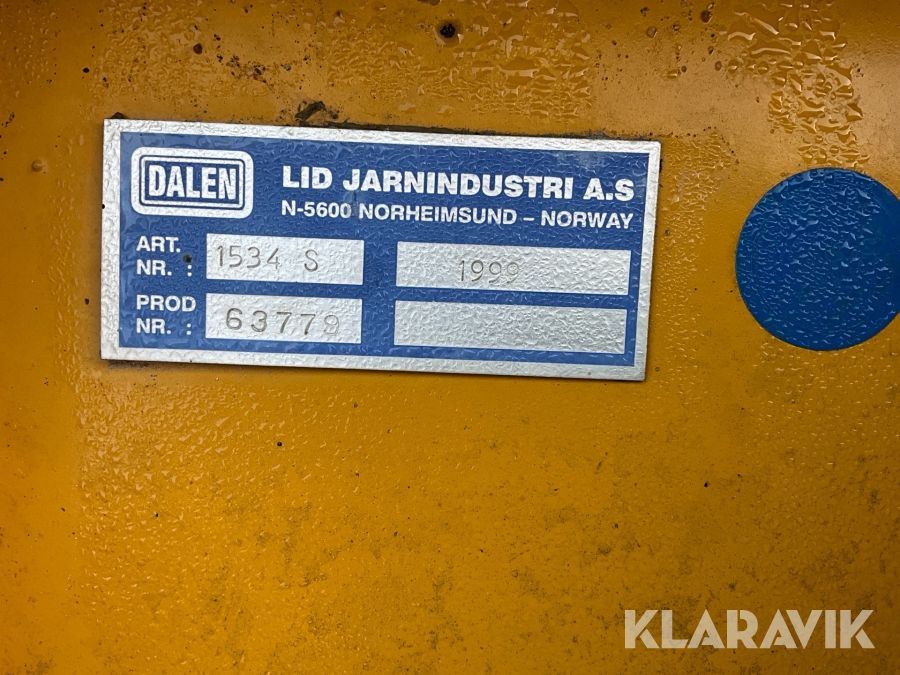 DALEN
LID JARNINDUSTRI A.S
N-5600 NORHEIMSUND – NORWAY
ART.
NR. : 1534 S 1999
PROD
NR. : 63779
KLARAVIK